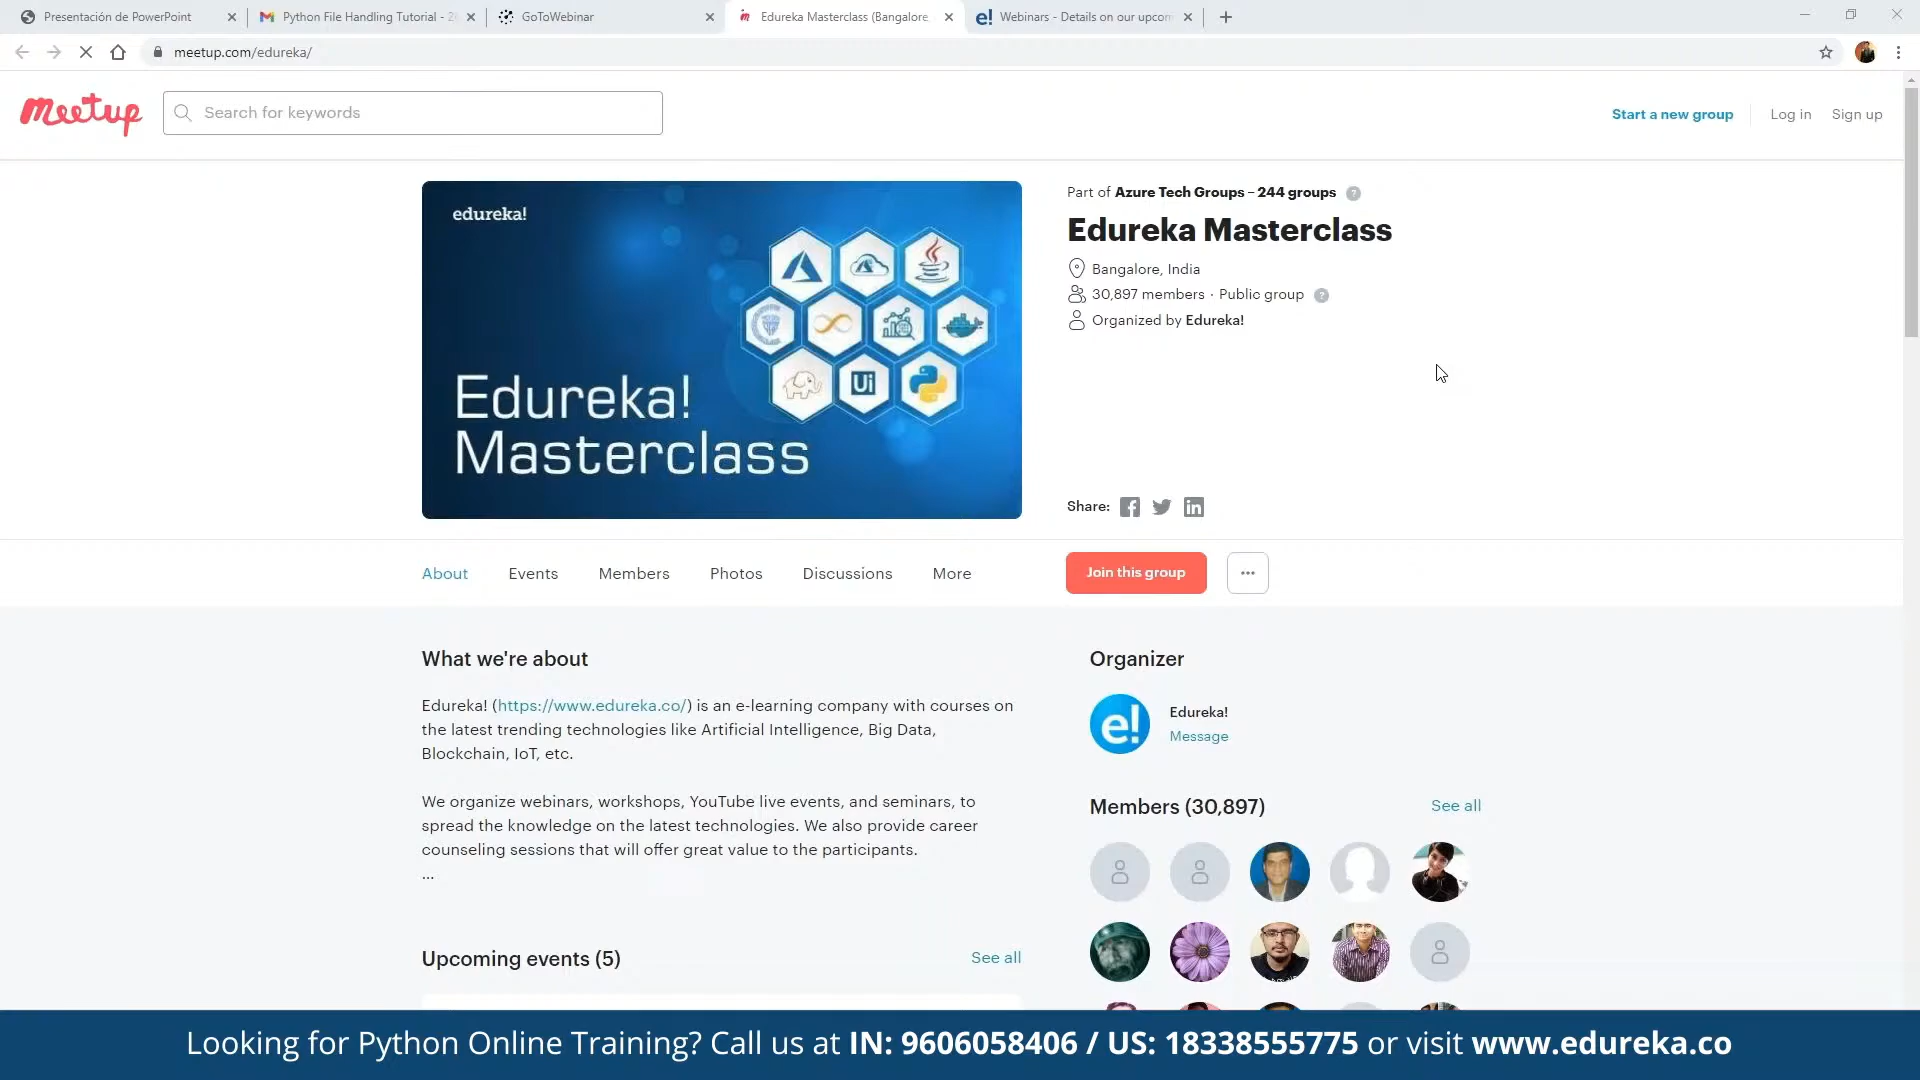 Presentación de PowerPoint
Python File Handling Tutorial - 2
GoToWebinar
Edureka Masterclass (Bangalore,
e! Webinars - Details on our upcom
meetup.com/edureka/
meetup
Search for keywords
Start a new group
Log in
Sign up
edureka!
Ui
Edureka!
Masterclass
Part of Azure Tech Groups – 244 groups ?
Edureka Masterclass
Bangalore, India
30,897 members · Public group ?
Organized by Edureka!
Share:
About
Events
Members
Photos
Discussions
More
Join this group
...
What we're about
Edureka! (https://www.edureka.co/) is an e-learning company with courses on
the latest trending technologies like Artificial Intelligence, Big Data,
Blockchain, IoT, etc.
We organize webinars, workshops, YouTube live events, and seminars, to
spread the knowledge on the latest technologies. We also provide career
counseling sessions that will offer great value to the participants.
...
Upcoming events (5)
See all
Organizer
e!
Edureka!
Message
Members (30,897)
See all
Looking for Python Online Training? Call us at IN: 9606058406 / US: 18338555775 or visit www.edureka.co